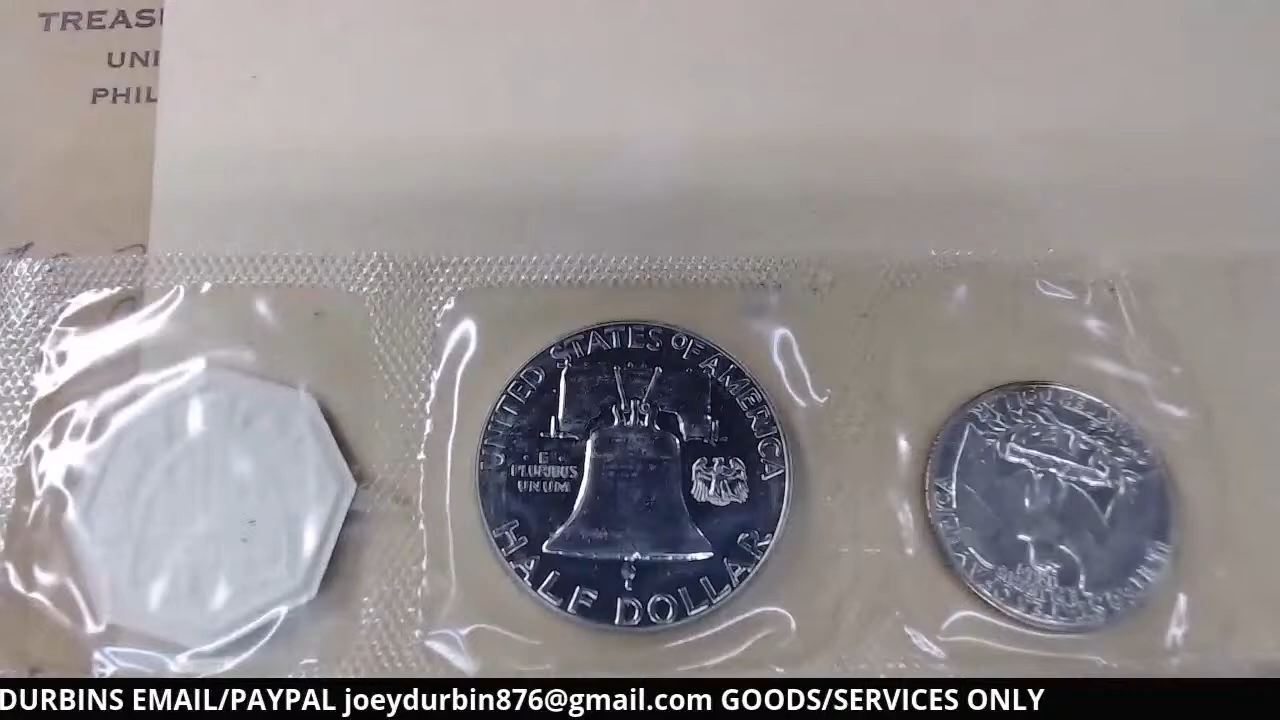 TREASU
UNI
PHIL
UNITED STATES OF AMERICA
· E ·
PLURIBUS
UNUM
HALF DOLLAR
DURBINS EMAIL/PAYPAL joeydurbin876@gmail.com GOODS/SERVICES ONLY